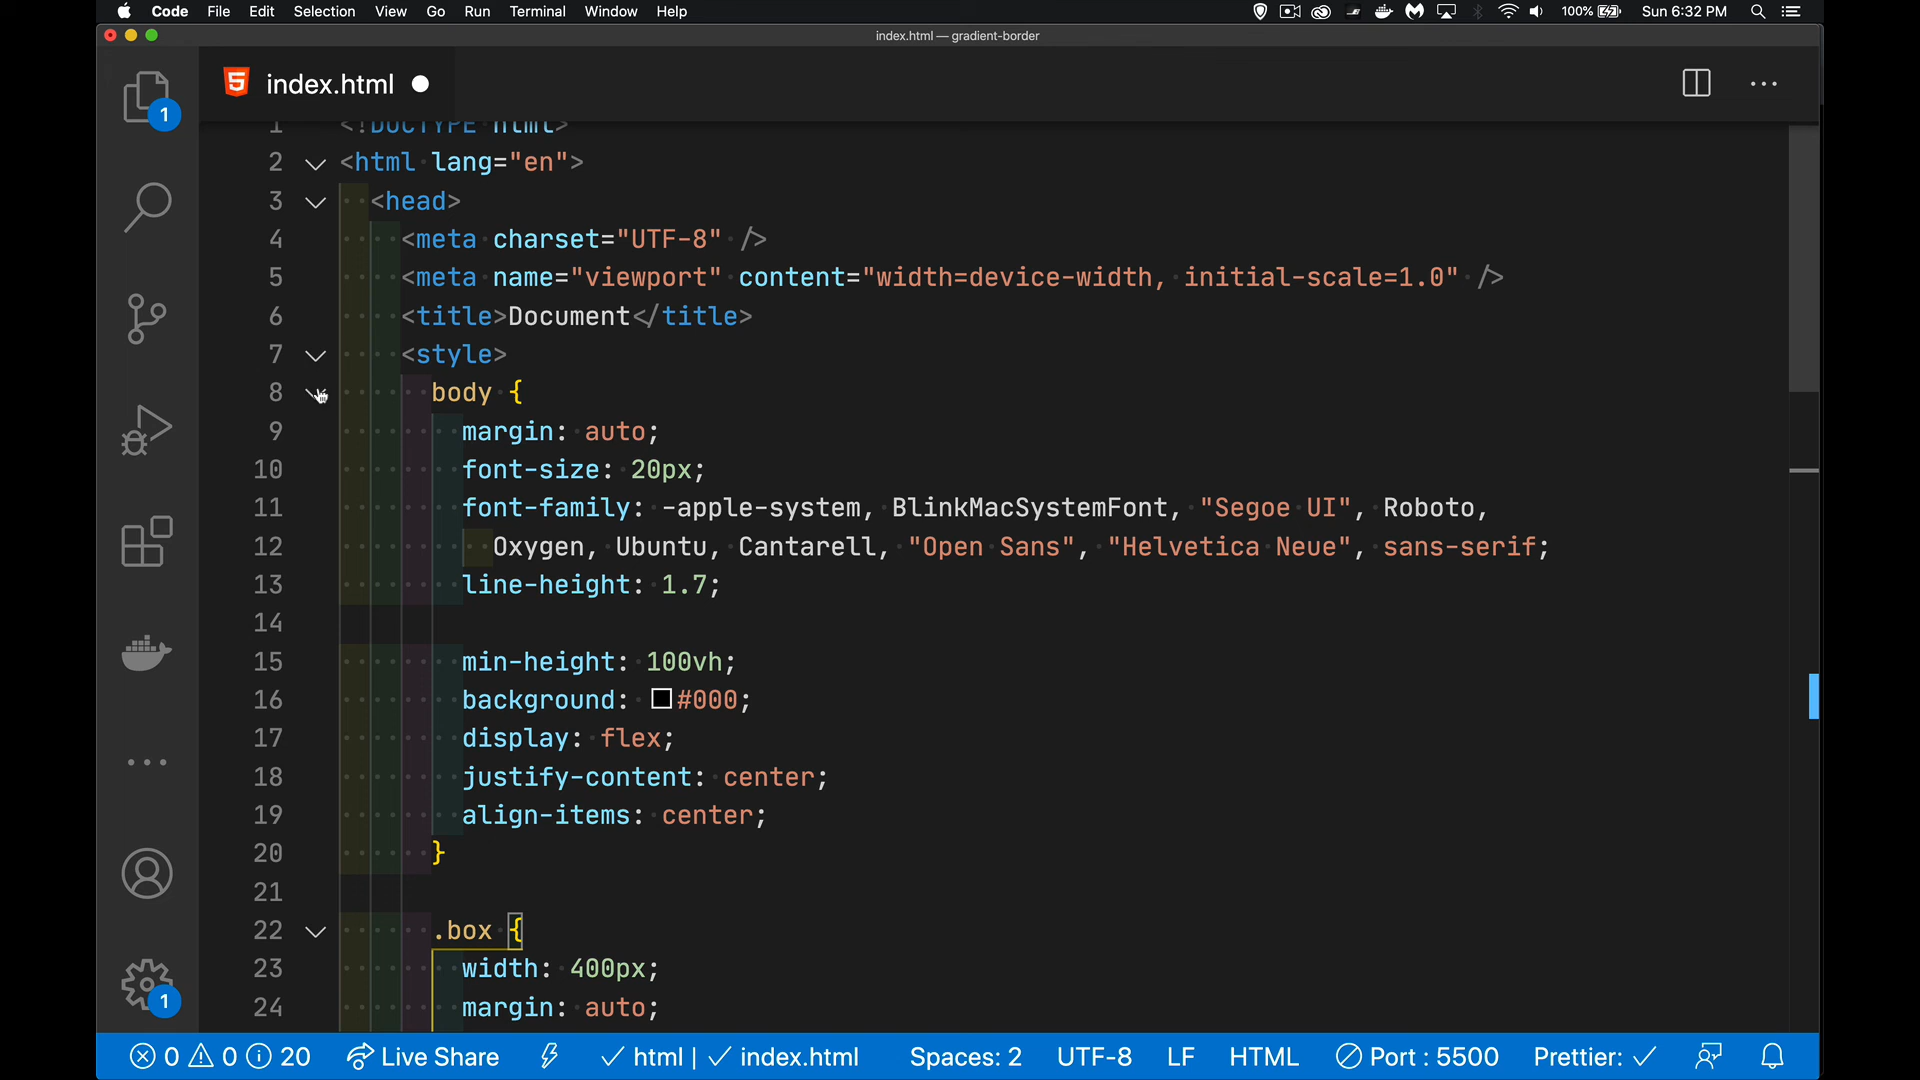 Code File Edit Selection View Go Run Terminal Window Help 100% Sun 6:32 PM
index.html — gradient-border
index.html
1
1 <!DOCTYPE html>
2 <html lang="en">
3 <head>
4 <meta charset="UTF-8" />
5 <meta name="viewport" content="width=device-width, initial-scale=1.0" />
6 <title>Document</title>
7 <style>
8 body {
9 margin: auto;
10 font-size: 20px;
11 font-family: -apple-system, BlinkMacSystemFont, "Segoe UI", Roboto,
12 Oxygen, Ubuntu, Cantarell, "Open Sans", "Helvetica Neue", sans-serif;
13 line-height: 1.7;
14
15 min-height: 100vh;
16 background: #000;
17 display: flex;
18 justify-content: center;
19 align-items: center;
20 }
21
22 .box {
23 width: 400px;
24 margin: auto;
1
0 0 20 Live Share html | index.html Spaces: 2 UTF-8 LF HTML Port : 5500 Prettier: